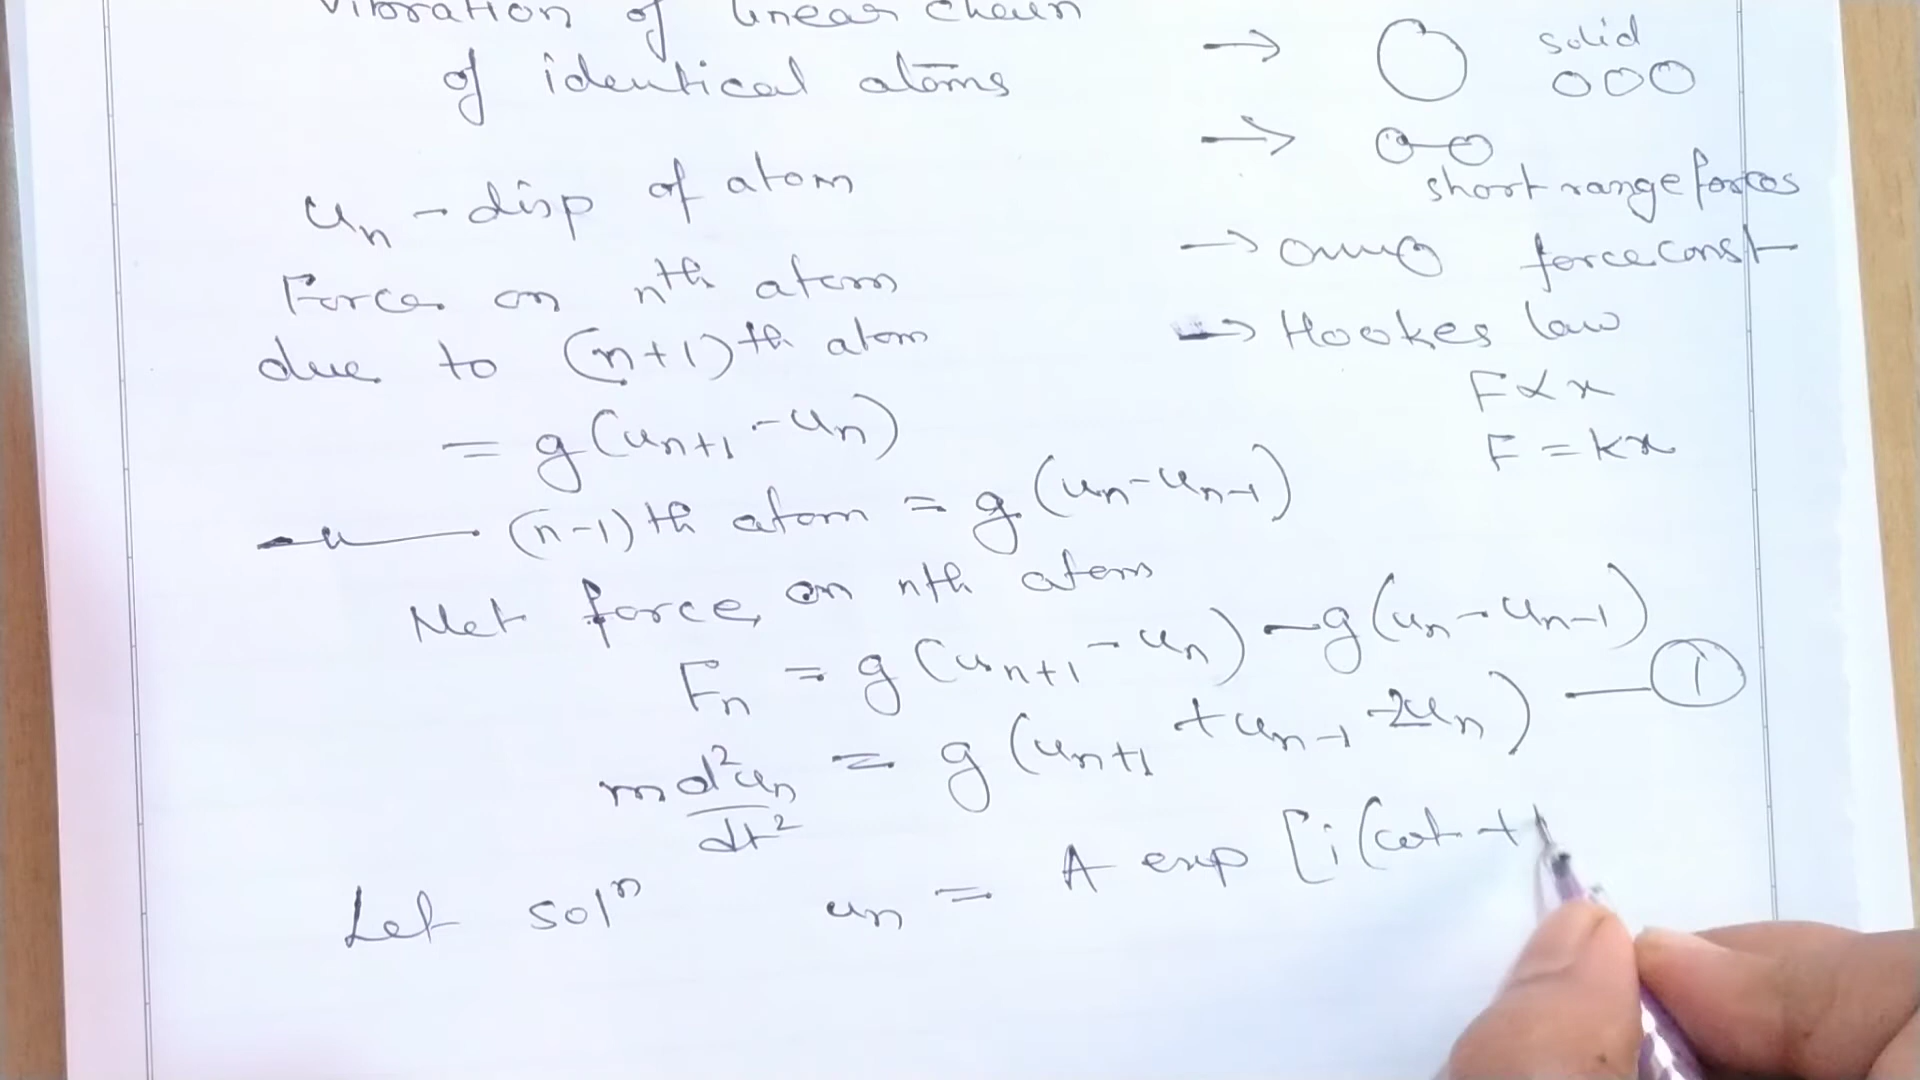 Vibration of linear chain
of identical atoms
un - disp of atom
Force on nth atom
due to (n+1)th atom
= g(un+1 - un)
—"— (n-1)th atom = g(un - un-1)
Net force on nth atom
Fn = g(un+1 - un) - g(un - un-1)
m d²un/dt² = g(un+1 + un-1 - 2un) — ①
Let solⁿ un = A exp [i(ωt +
→ solid
→ short range forces
→ force const
→ Hookes law
F ∝ x
F = kx